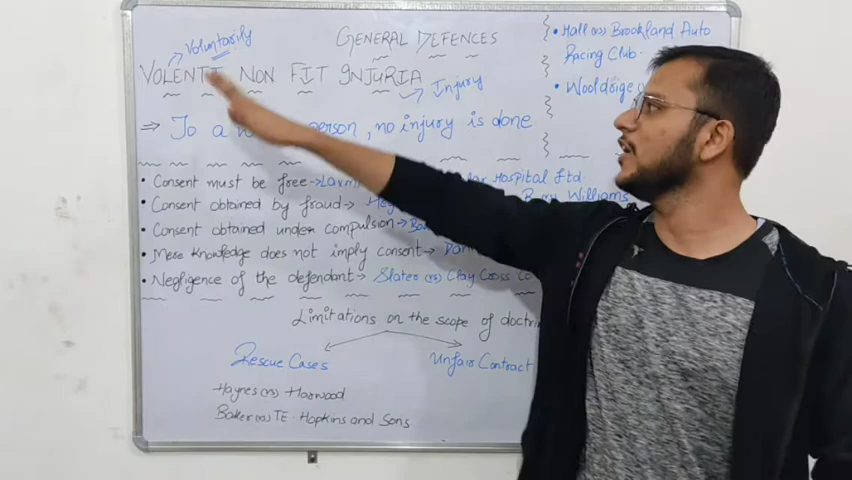 GENERAL DEFENCES
Voluntarily
VOLENTI NON FIT INJURIA
Injury
⇒ To a person, no injury is done
• Hall (vs) Brookland Auto
Racing Club.
• Wooldrige
• Consent must be free → Hospital Ltd
• Consent obtained by fraud → Williams
• Consent obtained under compulsion →
• Mere knowledge does not imply consent →
• Negligence of the defendant → Slater (vs) Clay Cross
Limitations on the scope of
Rescue Cases
Unfair Contract
Haynes (vs) Harwood
Baker (vs) TE. Hopkins and Sons